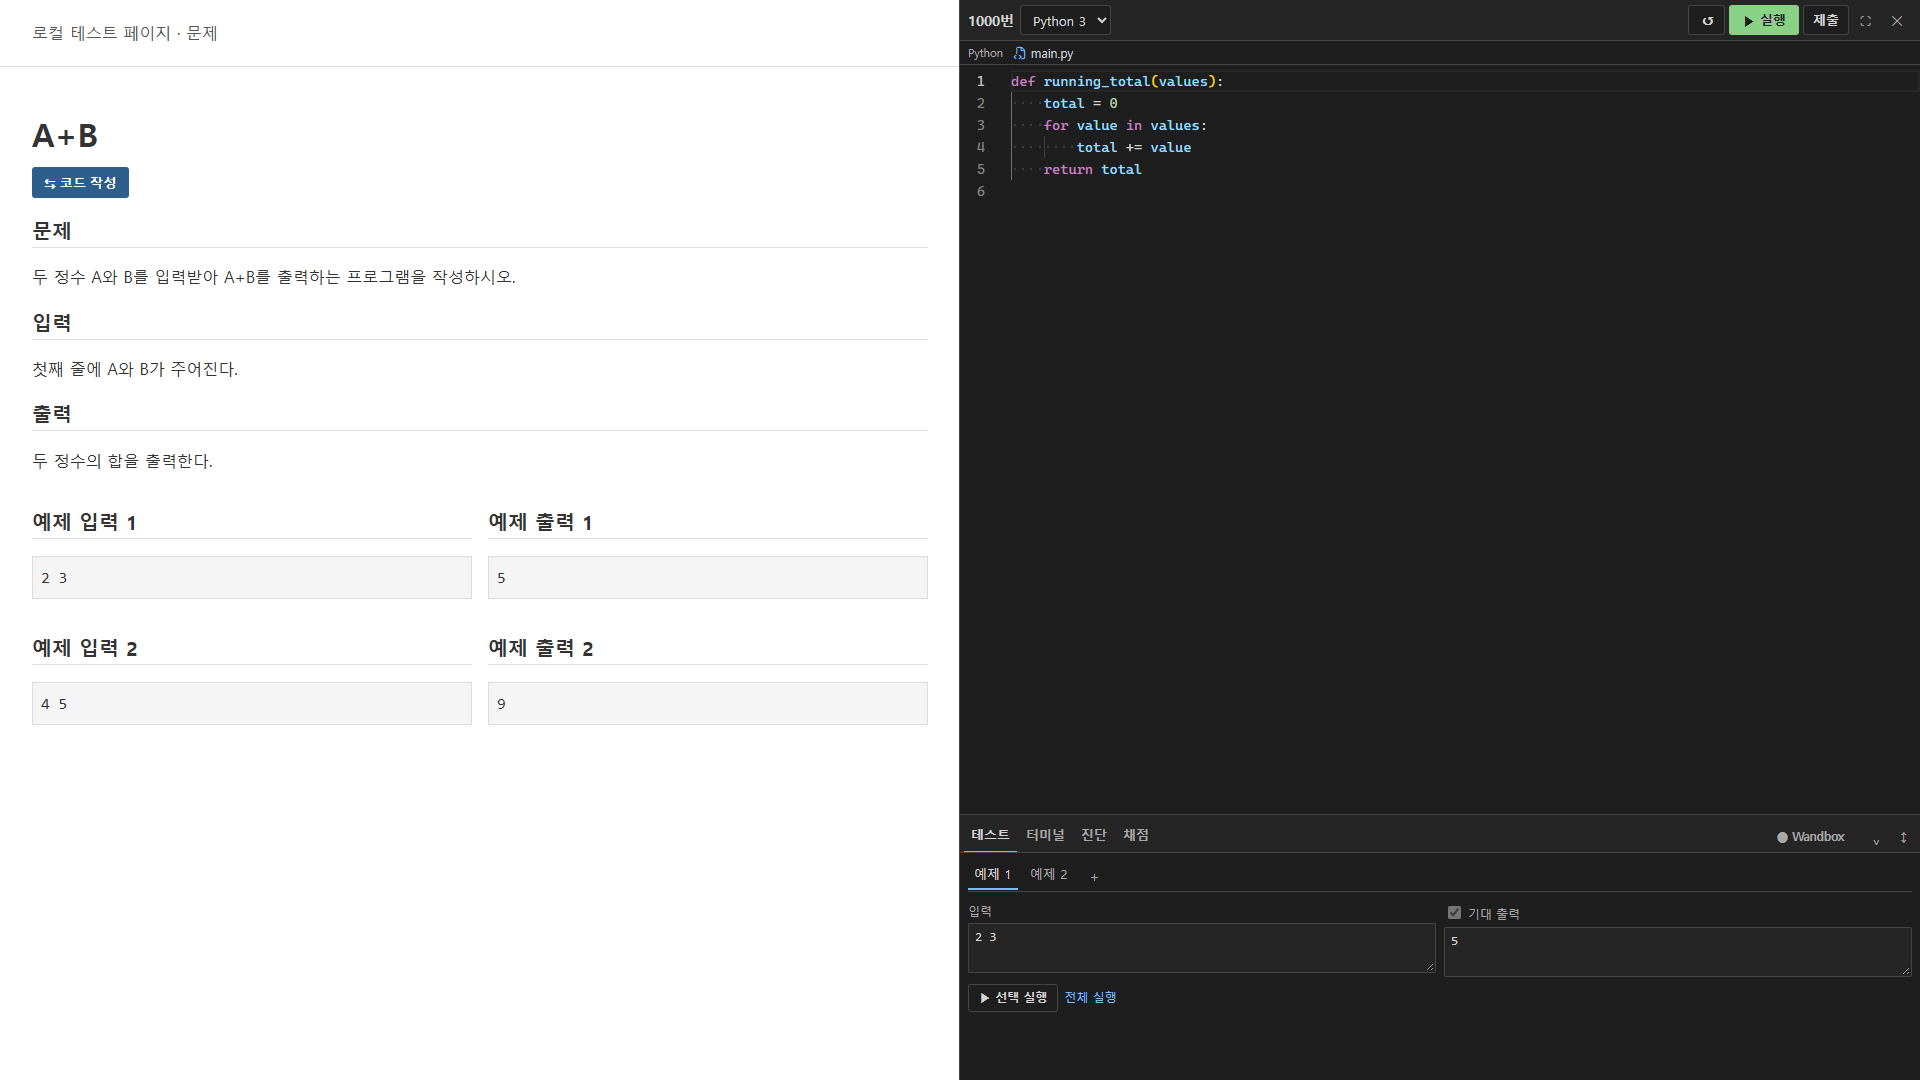 로컬 테스트 페이지 · 문제
A+B
⇆ 코드 작성
문제
두 정수 A와 B를 입력받아 A+B를 출력하는 프로그램을 작성하시오.
입력
첫째 줄에 A와 B가 주어진다.
출력
두 정수의 합을 출력한다.
예제 입력 1
예제 출력 1
2 3
5
예제 입력 2
예제 출력 2
4 5
9
1000번 Python 3 ↺ ▶ 실행 제출
Python main.py
1 def running_total(values):
2 ····total = 0
3 ····for value in values:
4 ········total += value
5 ····return total
6
테스트 터미널 진단 채점 ● Wandbox
예제 1 예제 2 +
입력
기대 출력
2 3
5
▶ 선택 실행 전체 실행